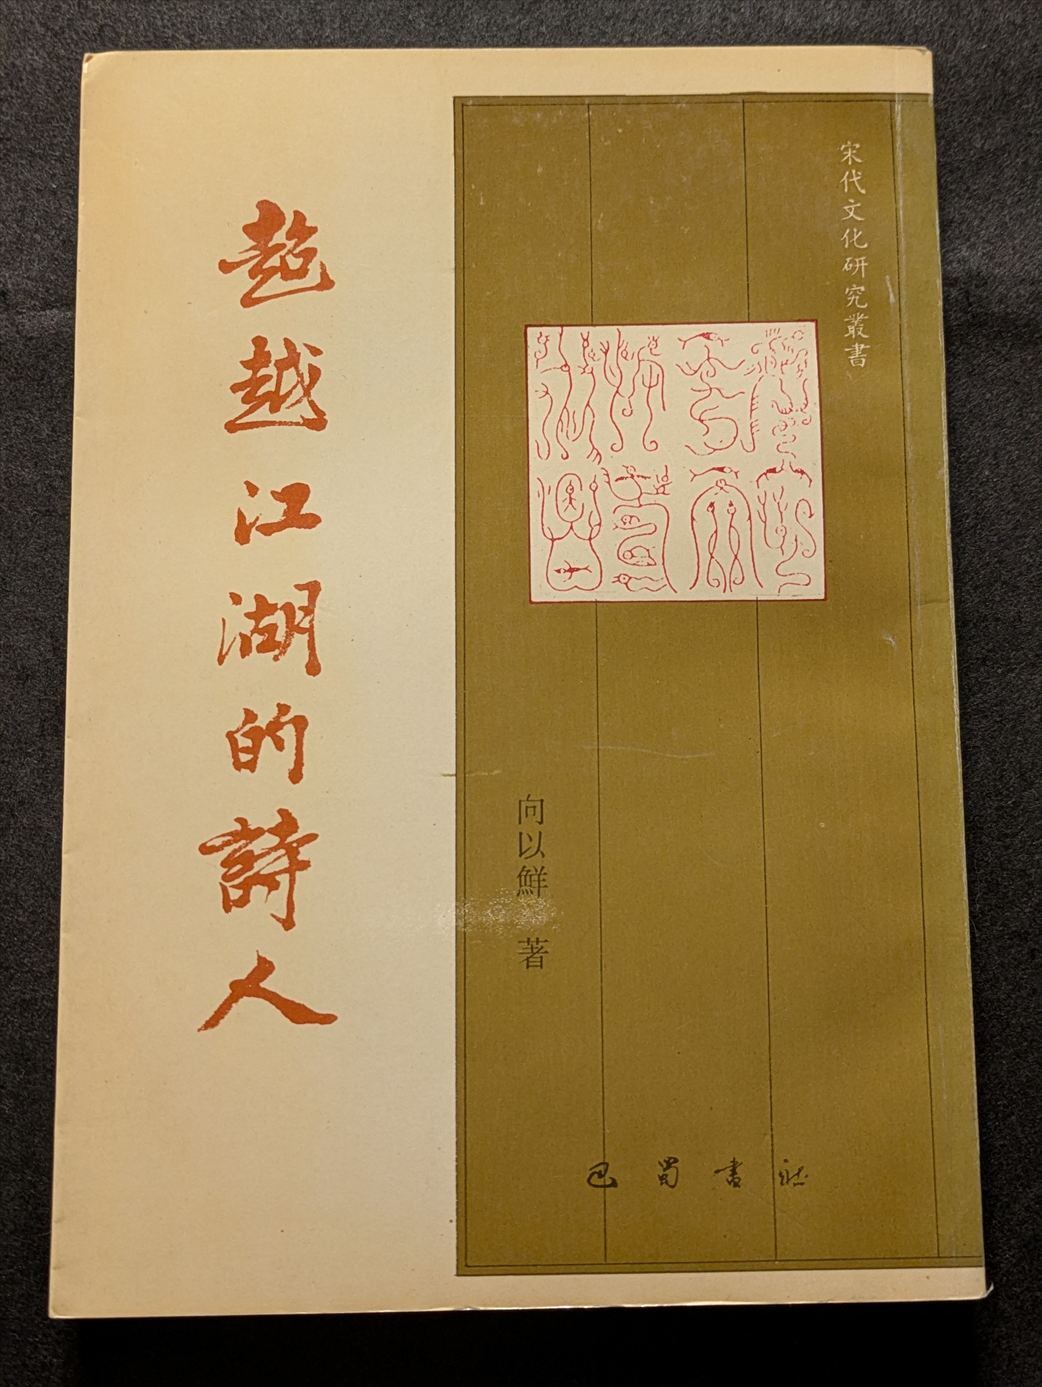 宋代文化研究叢書
超越江湖的詩人
向以鮮 著
巴蜀書社